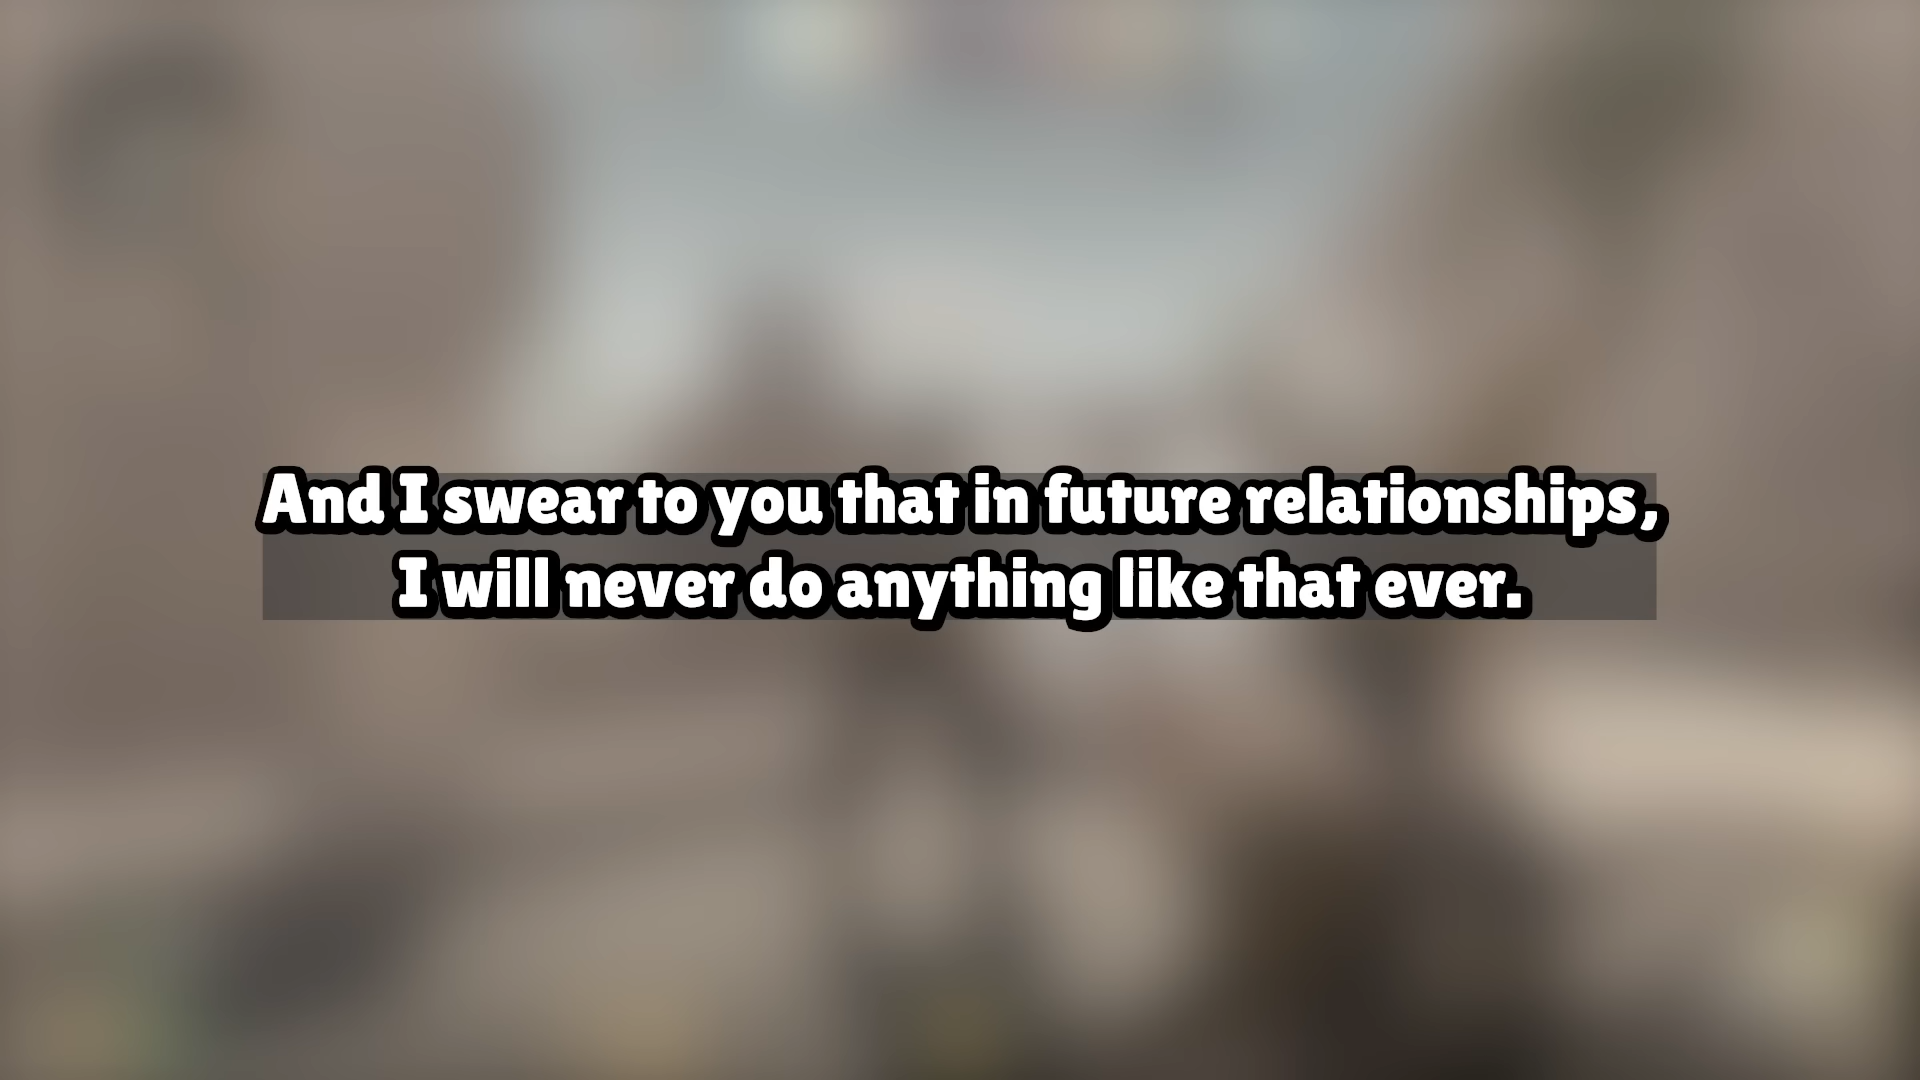 And I swear to you that in future relationships,
I will never do anything like that ever.